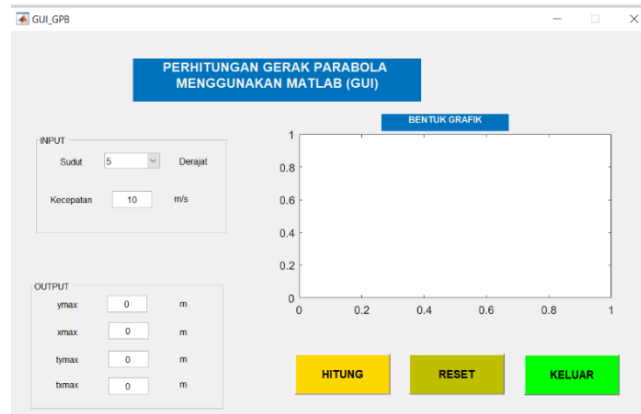 GUI_GPB
PERHITUNGAN GERAK PARABOLA
MENGGUNAKAN MATLAB (GUI)
INPUT
Sudut 5 Derajat
Kecepatan 10 m/s
OUTPUT
ymax 0 m
xmax 0 m
tymax 0 m
txmax 0 m
BENTUK GRAFIK
1
0.8
0.6
0.4
0.2
0
0 0.2 0.4 0.6 0.8 1
HITUNG RESET KELUAR